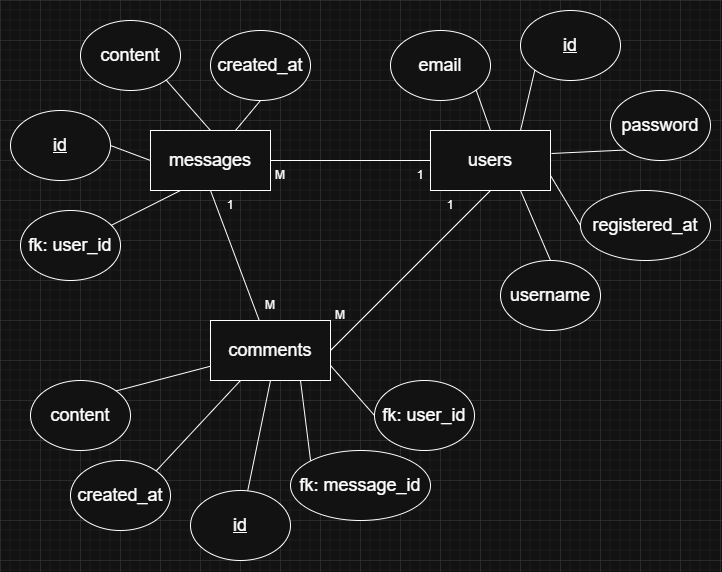 content
created_at
email
id
password
id
messages
users
M
1
registered_at
1
1
fk: user_id
username
M
M
comments
content
fk: user_id
created_at
fk: message_id
id